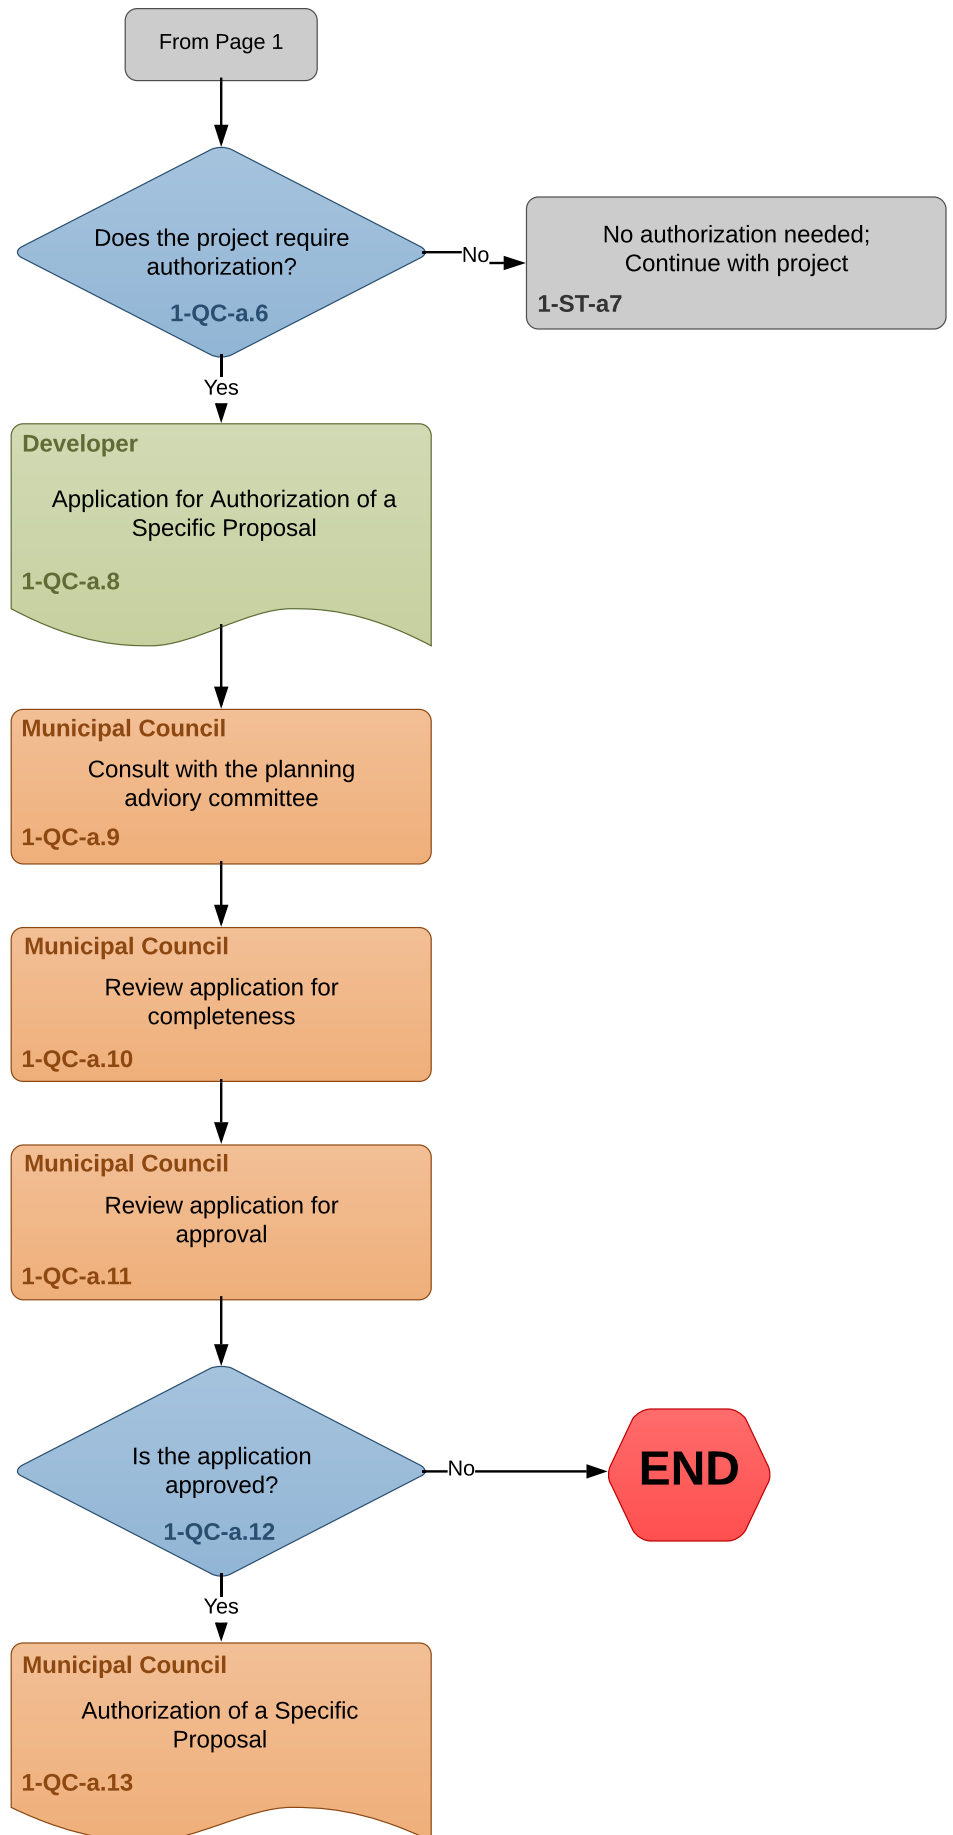 From Page 1
Does the project require
authorization?
1-QC-a.6
No
No authorization needed;
Continue with project
1-ST-a7
Yes
Developer
Application for Authorization of a
Specific Proposal
1-QC-a.8
Municipal Council
Consult with the planning
adviory committee
1-QC-a.9
Municipal Council
Review application for
completeness
1-QC-a.10
Municipal Council
Review application for
approval
1-QC-a.11
Is the application
approved?
1-QC-a.12
No
END
Yes
Municipal Council
Authorization of a Specific
Proposal
1-QC-a.13